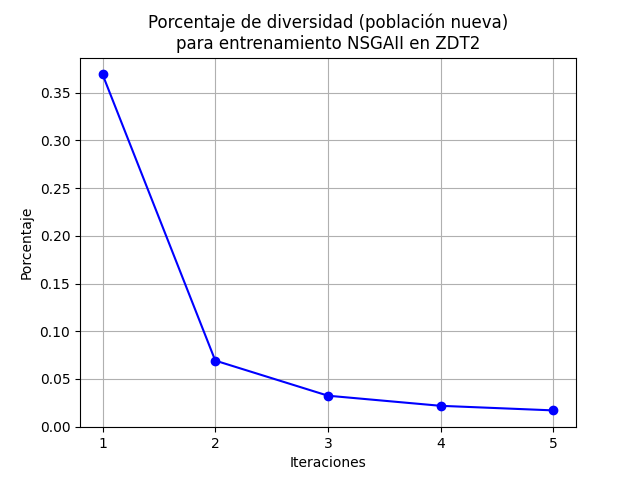 Porcentaje de diversidad (población nueva)
para entrenamiento NSGAII en ZDT2
Porcentaje
0.35
0.30
0.25
0.20
0.15
0.10
0.05
0.00
1 2 3 4 5
Iteraciones